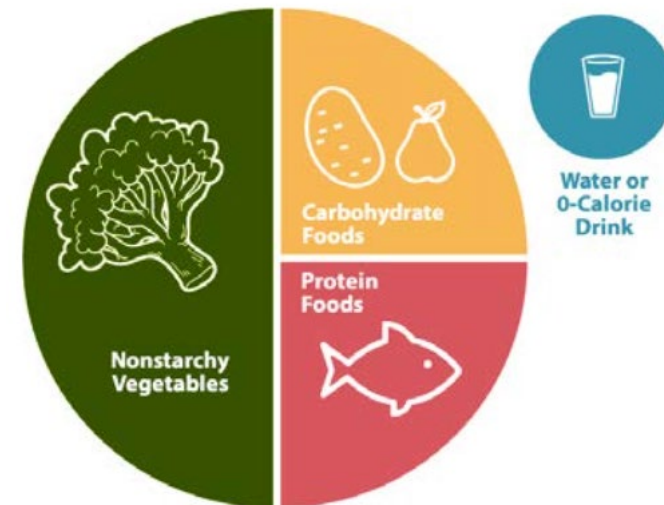 Carbohydrate
Foods
Protein
Foods
Nonstarchy
Vegetables
Water or
0-Calorie
Drink